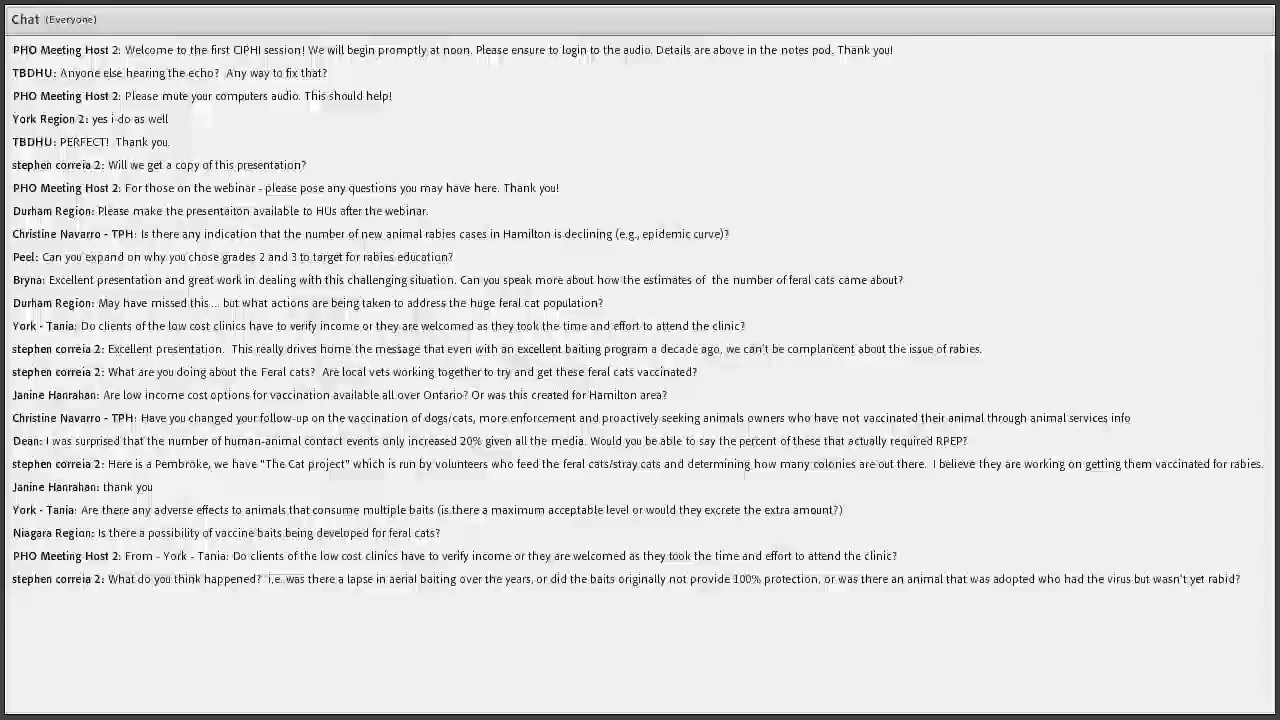 Chat (Everyone)
PHO Meeting Host 2: Welcome to the first CIPHI session! We will begin promptly at noon. Please ensure to login to the audio. Details are above in the notes pod. Thank you!
TBDHU: Anyone else hearing the echo? Any way to fix that?
PHO Meeting Host 2: Please mute your computers audio. This should help!
York Region 2: yes i do as well
TBDHU: PERFECT! Thank you.
stephen correia 2: Will we get a copy of this presentation?
PHO Meeting Host 2: For those on the webinar - please pose any questions you may have here. Thank you!
Durham Region: Please make the presentaiton available to HUs after the webinar.
Christine Navarro - TPH: Is there any indication that the number of new animal rabies cases in Hamilton is declining (e.g., epidemic curve)?
Peel: Can you expand on why you chose grades 2 and 3 to target for rabies education?
Bryna: Excellent presentation and great work in dealing with this challenging situation. Can you speak more about how the estimates of the number of feral cats came about?
Durham Region: May have missed this... but what actions are being taken to address the huge feral cat population?
York - Tania: Do clients of the low cost clinics have to verify income or they are welcomed as they took the time and effort to attend the clinic?
stephen correia 2: Excellent presentation. This really drives home the message that even with an excellent baiting program a decade ago, we can't be complancent about the issue of rabies.
stephen correia 2: What are you doing about the Feral cats? Are local vets working together to try and get these feral cats vaccinated?
Janine Hanrahan: Are low income cost options for vaccination available all over Ontario? Or was this created for Hamilton area?
Christine Navarro - TPH: Have you changed your follow-up on the vaccination of dogs/cats, more enforcement and proactively seeking animals owners who have not vaccinated their animal through animal services info
Dean: I was surprised that the number of human-animal contact events only increased 20% given all the media. Would you be able to say the percent of these that actually required RPEP?
stephen correia 2: Here is a Pembroke, we have "The Cat project" which is run by volunteers who feed the feral cats/stray cats and determining how many colonies are out there. I believe they are working on getting them vaccinated for rabies.
Janine Hanrahan: thank you
York - Tania: Are there any adverse effects to animals that consume multiple baits (is there a maximum acceptable level or would they excrete the extra amount?)
Niagara Region: Is there a possibility of vaccine baits being developed for feral cats?
PHO Meeting Host 2: From - York - Tania: Do clients of the low cost clinics have to verify income or they are welcomed as they took the time and effort to attend the clinic?
stephen correia 2: What do you think happened? i.e. was there a lapse in aerial baiting over the years, or did the baits originally not provide 100% protection, or was there an animal that was adopted who had the virus but wasn't yet rabid?